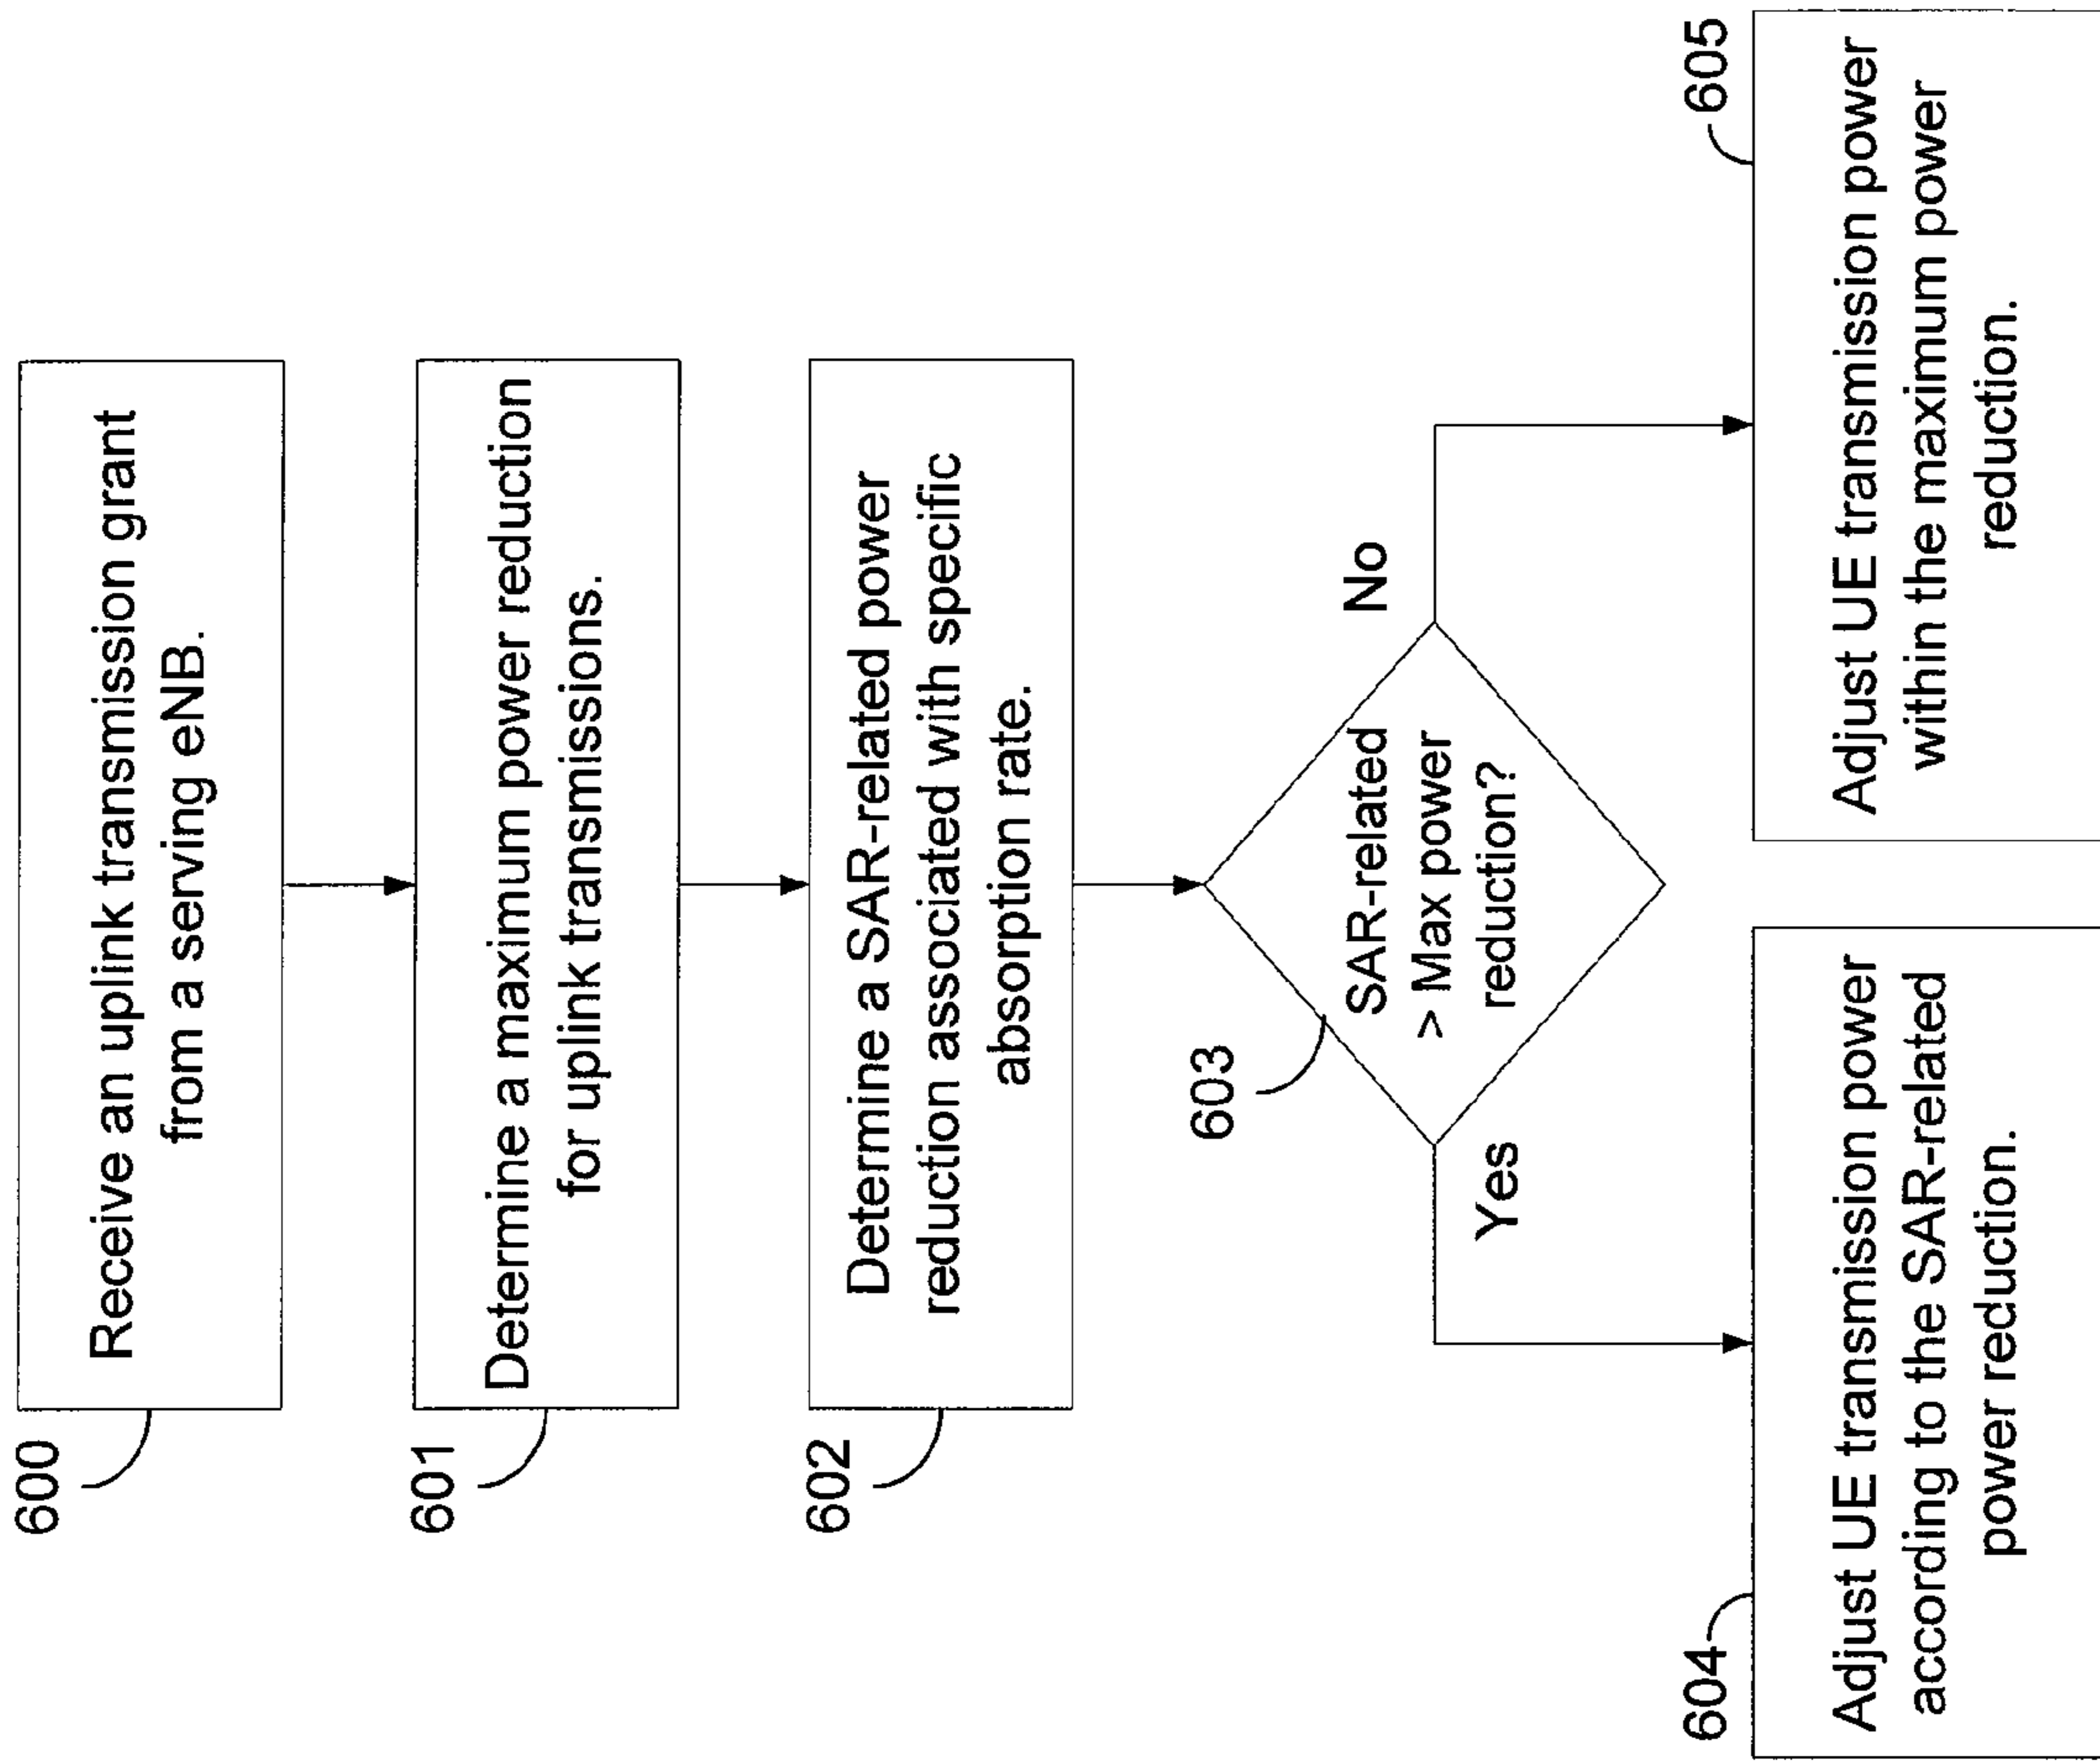 600
Receive an uplink transmission grant
from a serving eNB.
601
Determine a maximum power reduction
for uplink transmissions.
602
Determine a SAR-related power
reduction associated with specific
absorption rate.
603
SAR-related
> Max power
reduction?
Yes
No
604
Adjust UE transmission power
according to the SAR-related
power reduction.
605
Adjust UE transmission power
within the maximum power
reduction.